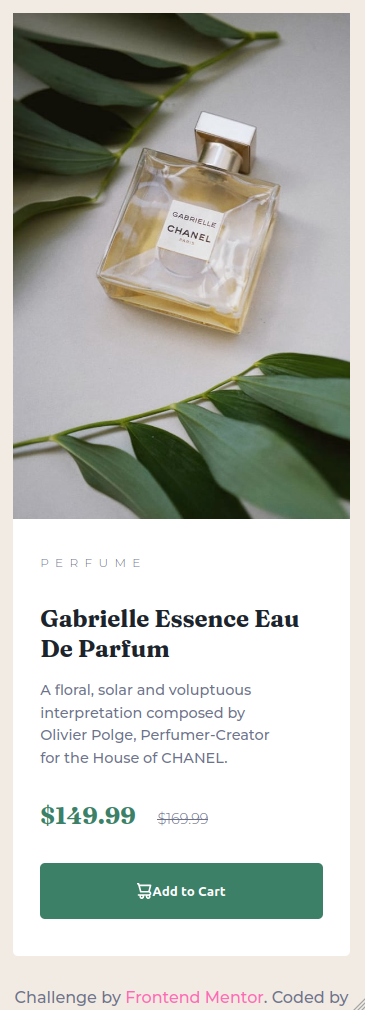 GABRIELLE
CHANEL
PARIS
PERFUME
Gabrielle Essence Eau
De Parfum
A floral, solar and voluptuous
interpretation composed by
Olivier Polge, Perfumer-Creator
for the House of CHANEL.
$149.99 $169.99
Add to Cart
Challenge by Frontend Mentor. Coded by